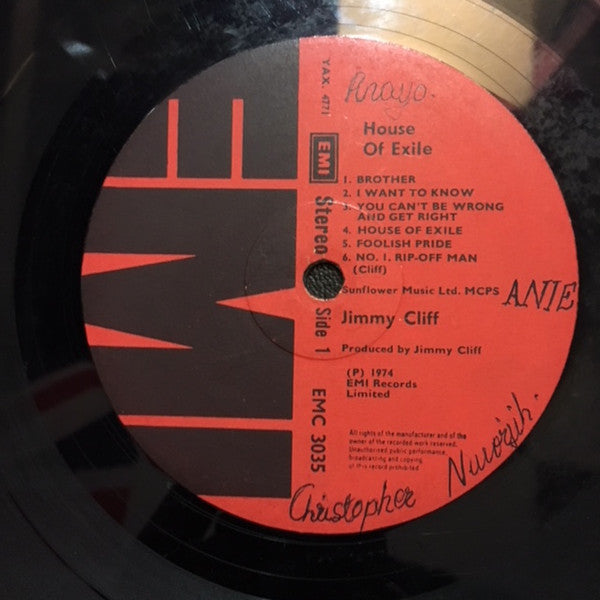 EMI
YAX. 4771
EMI Stereo Side 1 EMC 3035
House
Of Exile
1. BROTHER
2. I WANT TO KNOW
3. YOU CAN'T BE WRONG
AND GET RIGHT
4. HOUSE OF EXILE
5. FOOLISH PRIDE
6. NO. 1. RIP-OFF MAN
(Cliff)
Sunflower Music Ltd. MCPS
ANIE
Jimmy Cliff
Produced by Jimmy Cliff
(P) 1974
EMI Records
Limited
All rights of the manufacturer and of the
owner of the recorded work reserved.
Unauthorised public performance,
broadcasting and copying
of this record prohibited
Christopher